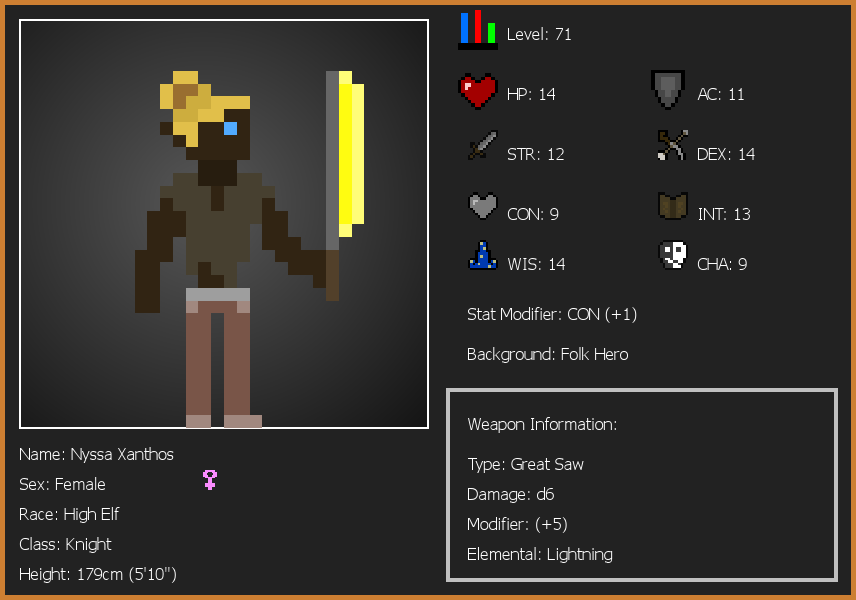 Level: 71
HP: 14
AC: 11
STR: 12
DEX: 14
CON: 9
INT: 13
WIS: 14
CHA: 9
Stat Modifier: CON (+1)
Background: Folk Hero
Weapon Information:
Type: Great Saw
Damage: d6
Modifier: (+5)
Elemental: Lightning
Name: Nyssa Xanthos
Sex: Female
Race: High Elf
Class: Knight
Height: 179cm (5'10")